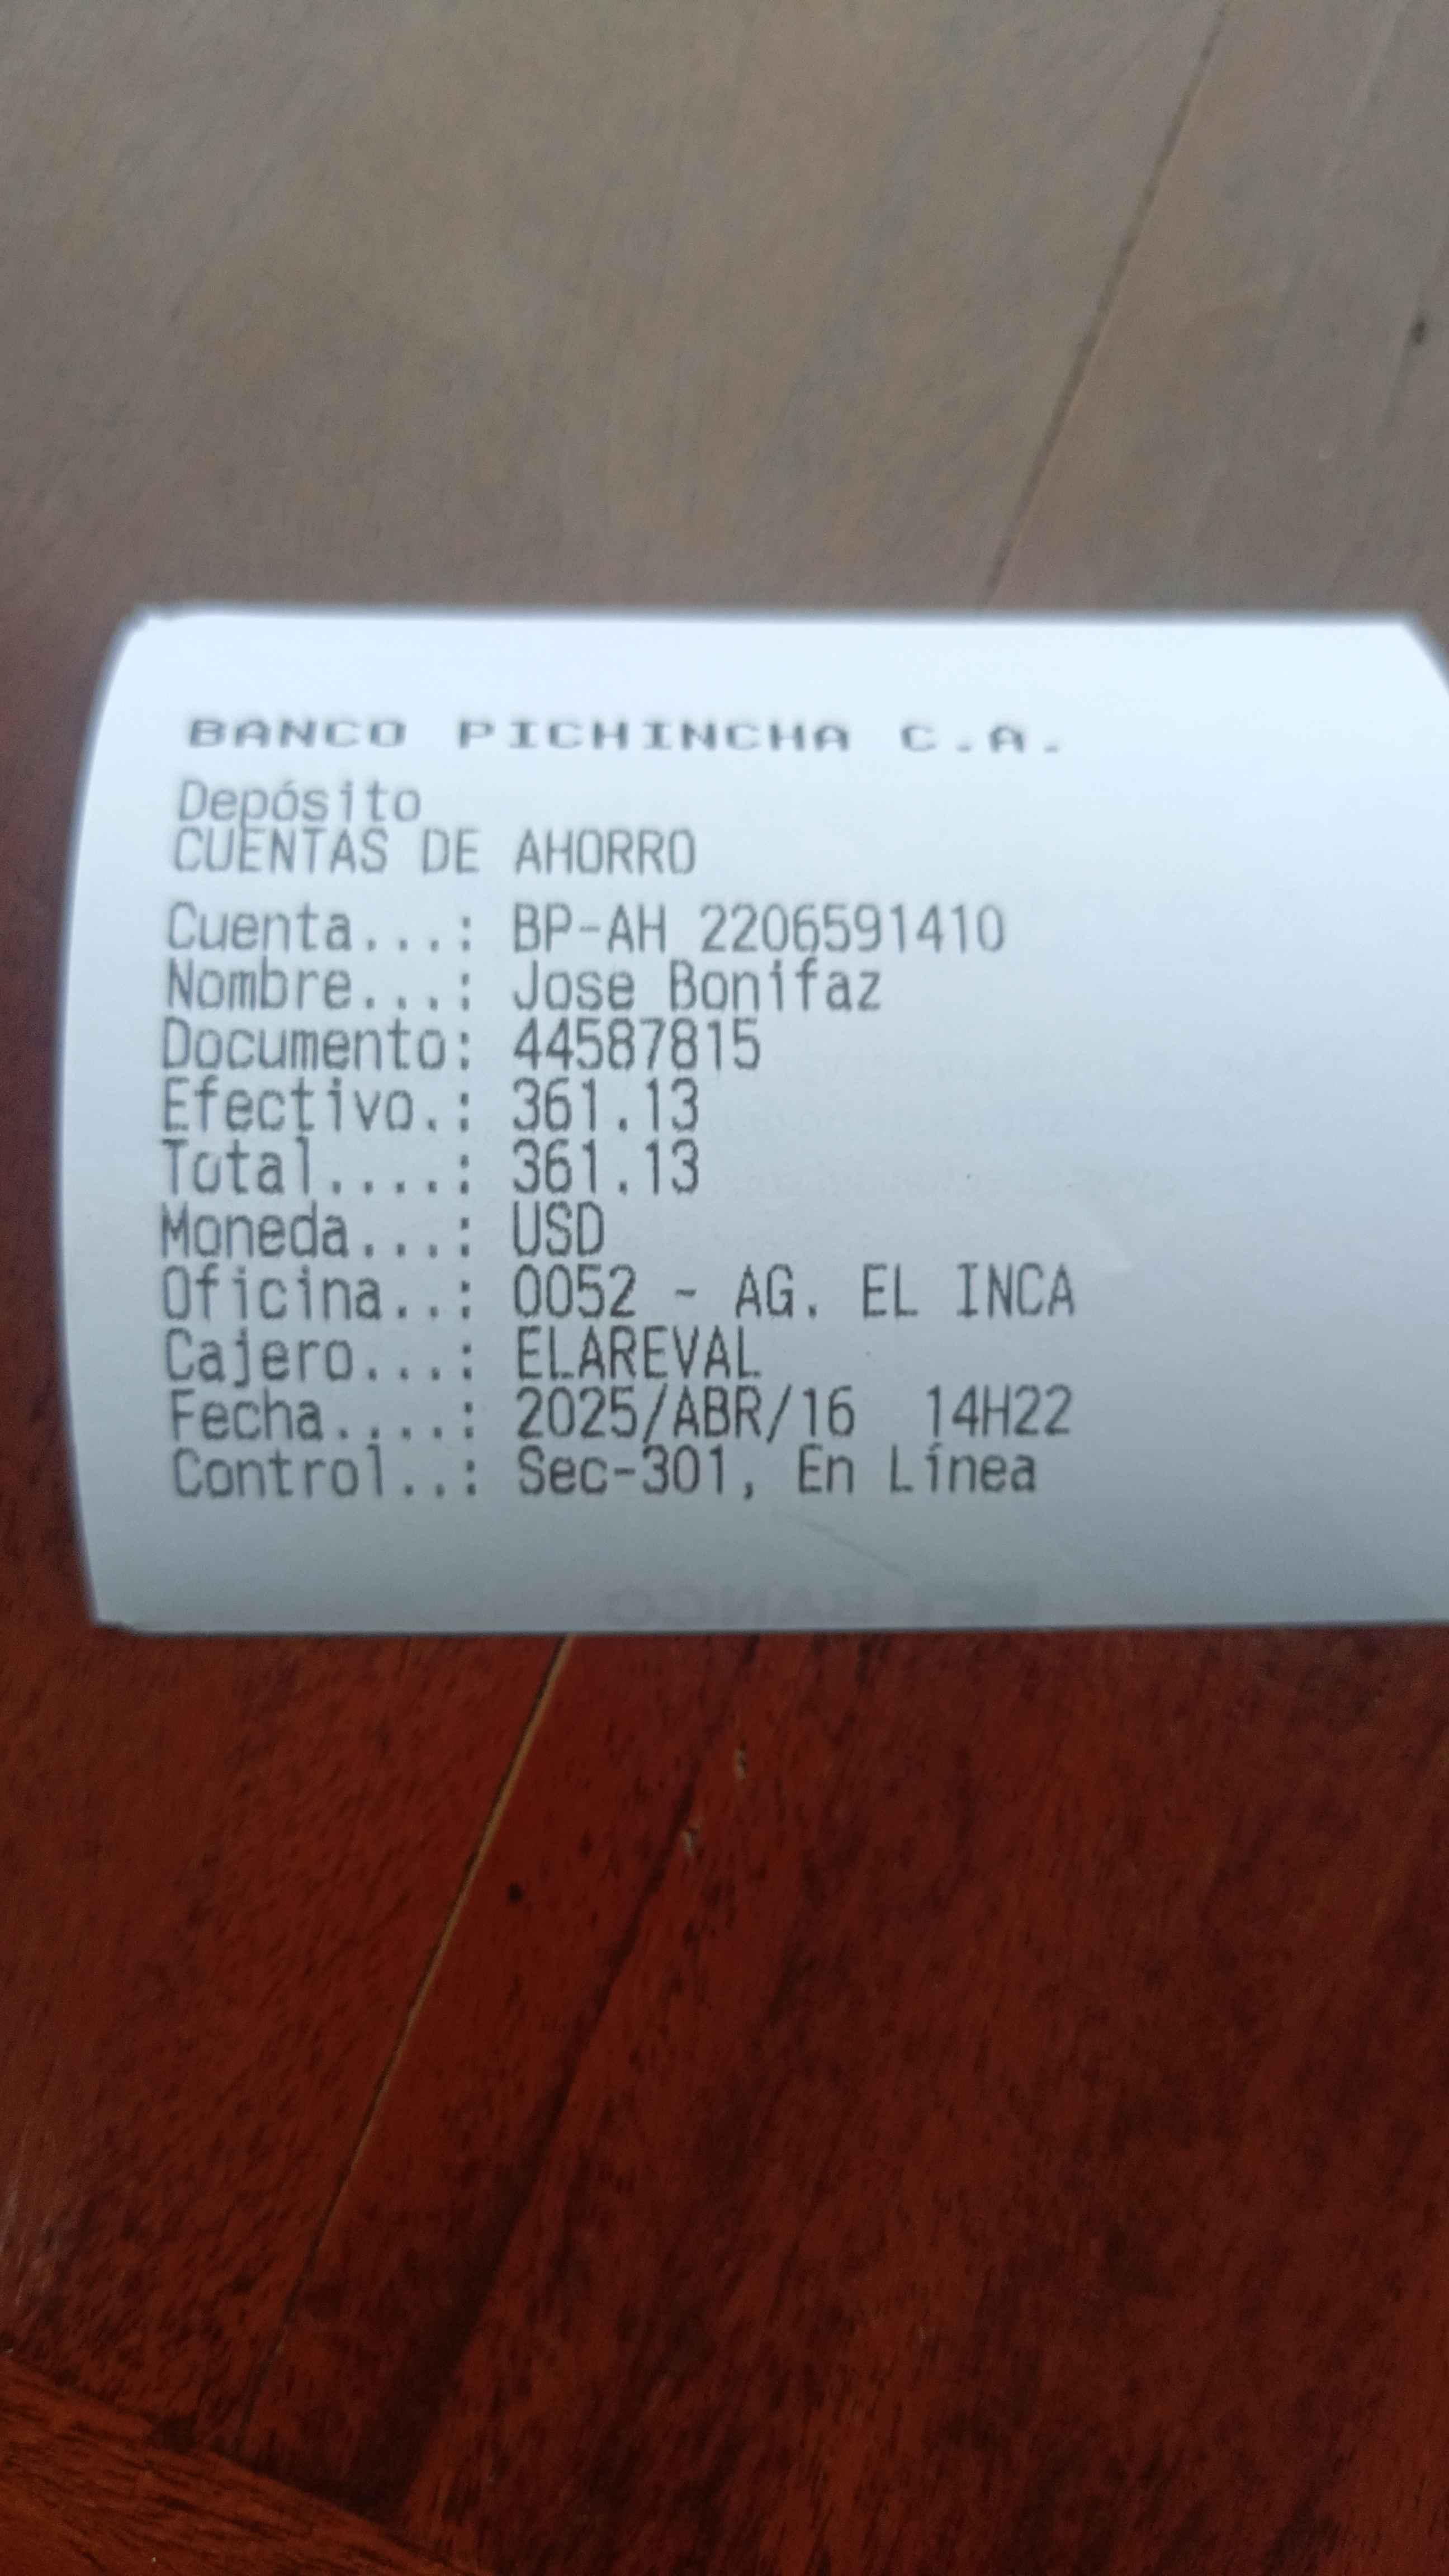 BANCO PICHINCHA C.A.
Depósito
CUENTAS DE AHORRO
Cuenta...: BP-AH 2206591410
Nombre...: Jose Bonifaz
Documento: 44587815
Efectivo.: 361.13
Total....: 361.13
Moneda...: USD
Oficina..: 0052 - AG. EL INCA
Cajero...: ELAREVAL
Fecha....: 2025/ABR/16 14H22
Control..: Sec-301, En Línea